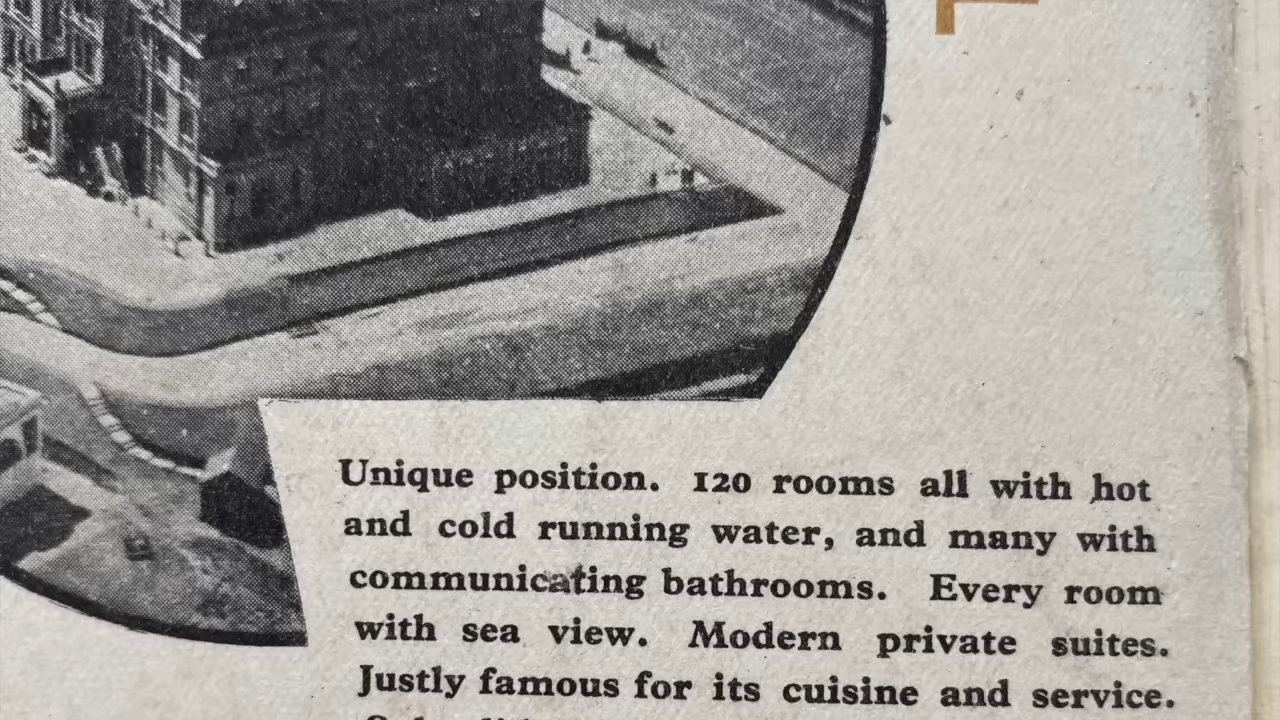 Unique position. 120 rooms all with hot
and cold running water, and many with
communicating bathrooms. Every room
with sea view. Modern private suites.
Justly famous for its cuisine and service.